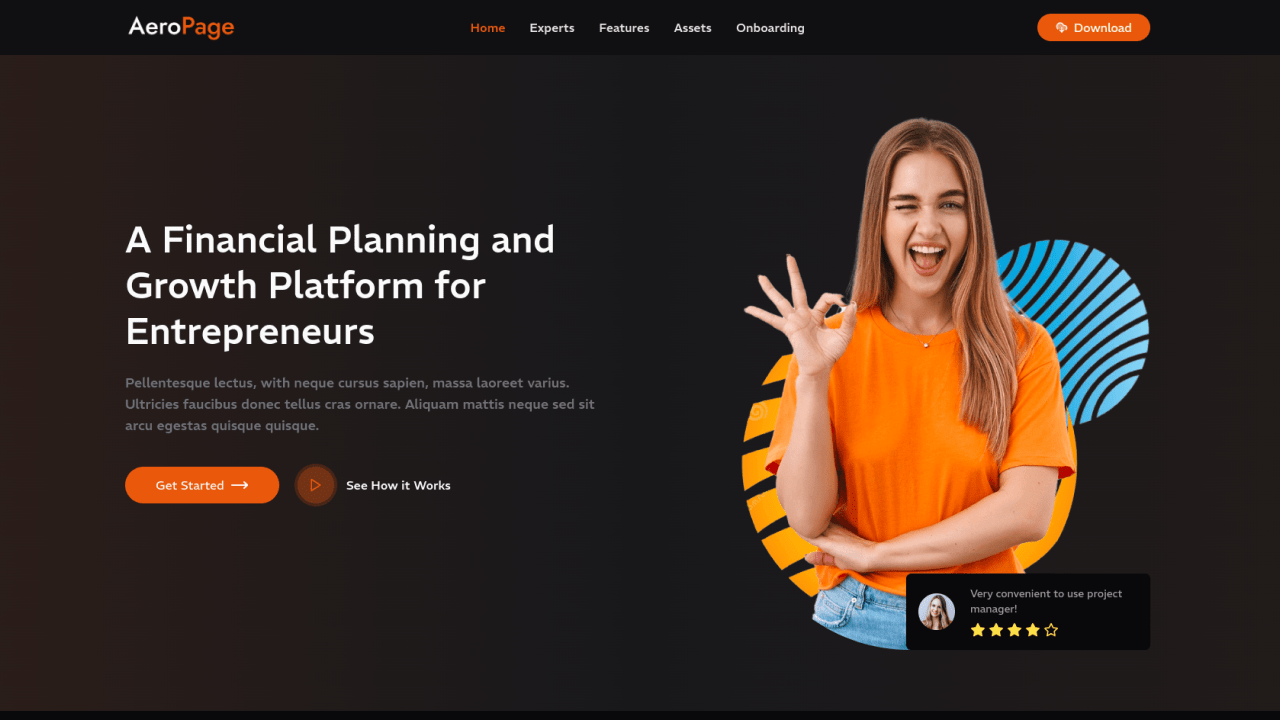 AeroPage
Home
Experts
Features
Assets
Onboarding
Download
A Financial Planning and
Growth Platform for
Entrepreneurs
Pellentesque lectus, with neque cursus sapien, massa laoreet varius.
Ultricies faucibus donec tellus cras ornare. Aliquam mattis neque sed sit
arcu egestas quisque quisque.
Get Started
See How it Works
Very convenient to use project
manager!